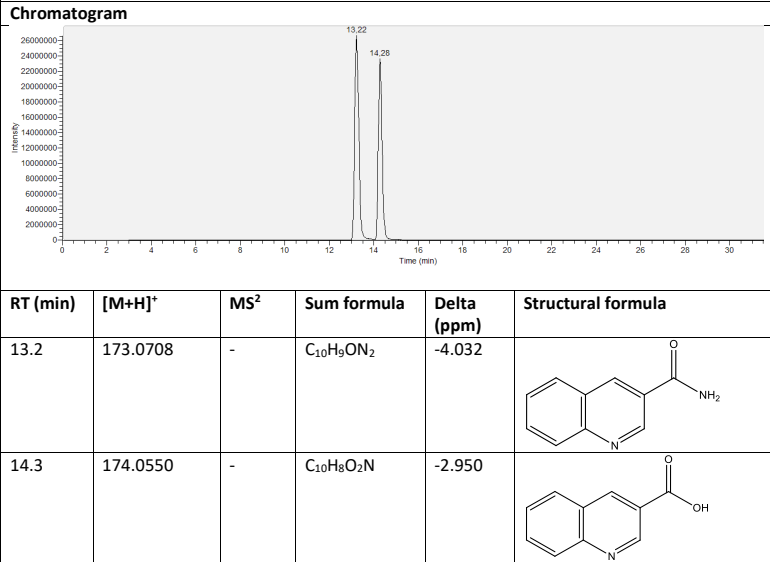 Chromatogram
13.22
14.28
26000000
24000000
22000000
20000000
18000000
16000000
14000000
12000000
10000000
8000000
6000000
4000000
2000000
0
Intensity
0 2 4 6 8 10 12 14 16 18 20 22 24 26 28 30
Time (min)
RT (min) [M+H]⁺ MS² Sum formula Delta (ppm) Structural formula
13.2 173.0708 - C₁₀H₉ON₂ -4.032
O
NH₂
N
14.3 174.0550 - C₁₀H₈O₂N -2.950
O
OH
N